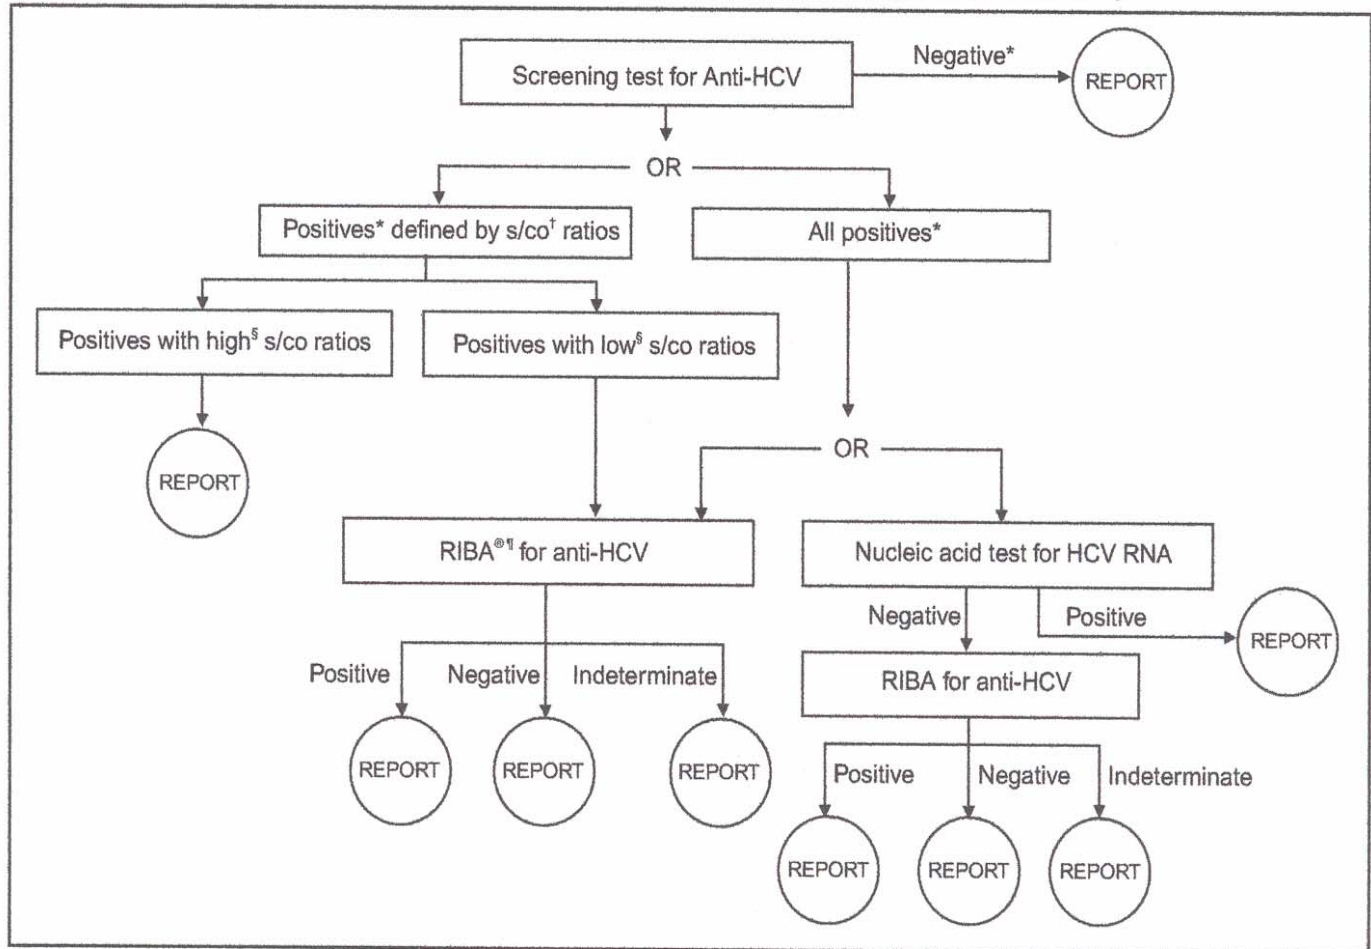 Screening test for Anti-HCV
Negative*
REPORT
OR
Positives* defined by s/co† ratios
All positives*
Positives with high§ s/co ratios
Positives with low§ s/co ratios
REPORT
OR
RIBA®¶ for anti-HCV
Nucleic acid test for HCV RNA
Negative
Positive
REPORT
RIBA for anti-HCV
Positive
Negative
Indeterminate
REPORT
REPORT
REPORT
Positive
Negative
Indeterminate
REPORT
REPORT
REPORT